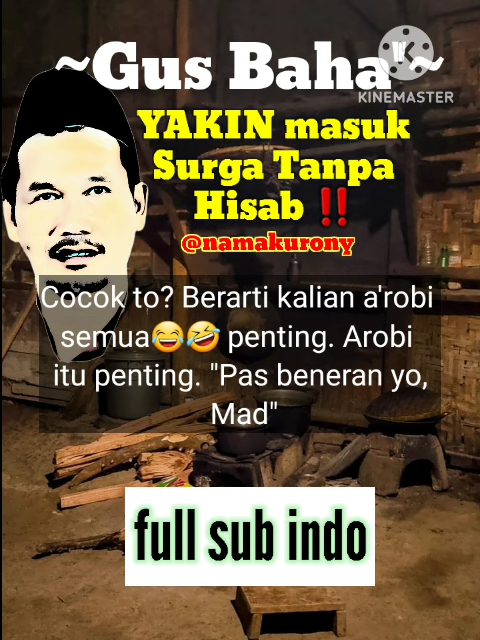 ~Gus Baha'~
KINEMASTER
YAKIN masuk
Surga Tanpa
Hisab ‼️
@namakurony
Cocok to? Berarti kalian a'robi
semua😂🤣 penting. Arobi
itu penting. "Pas beneran yo,
Mad"
full sub indo